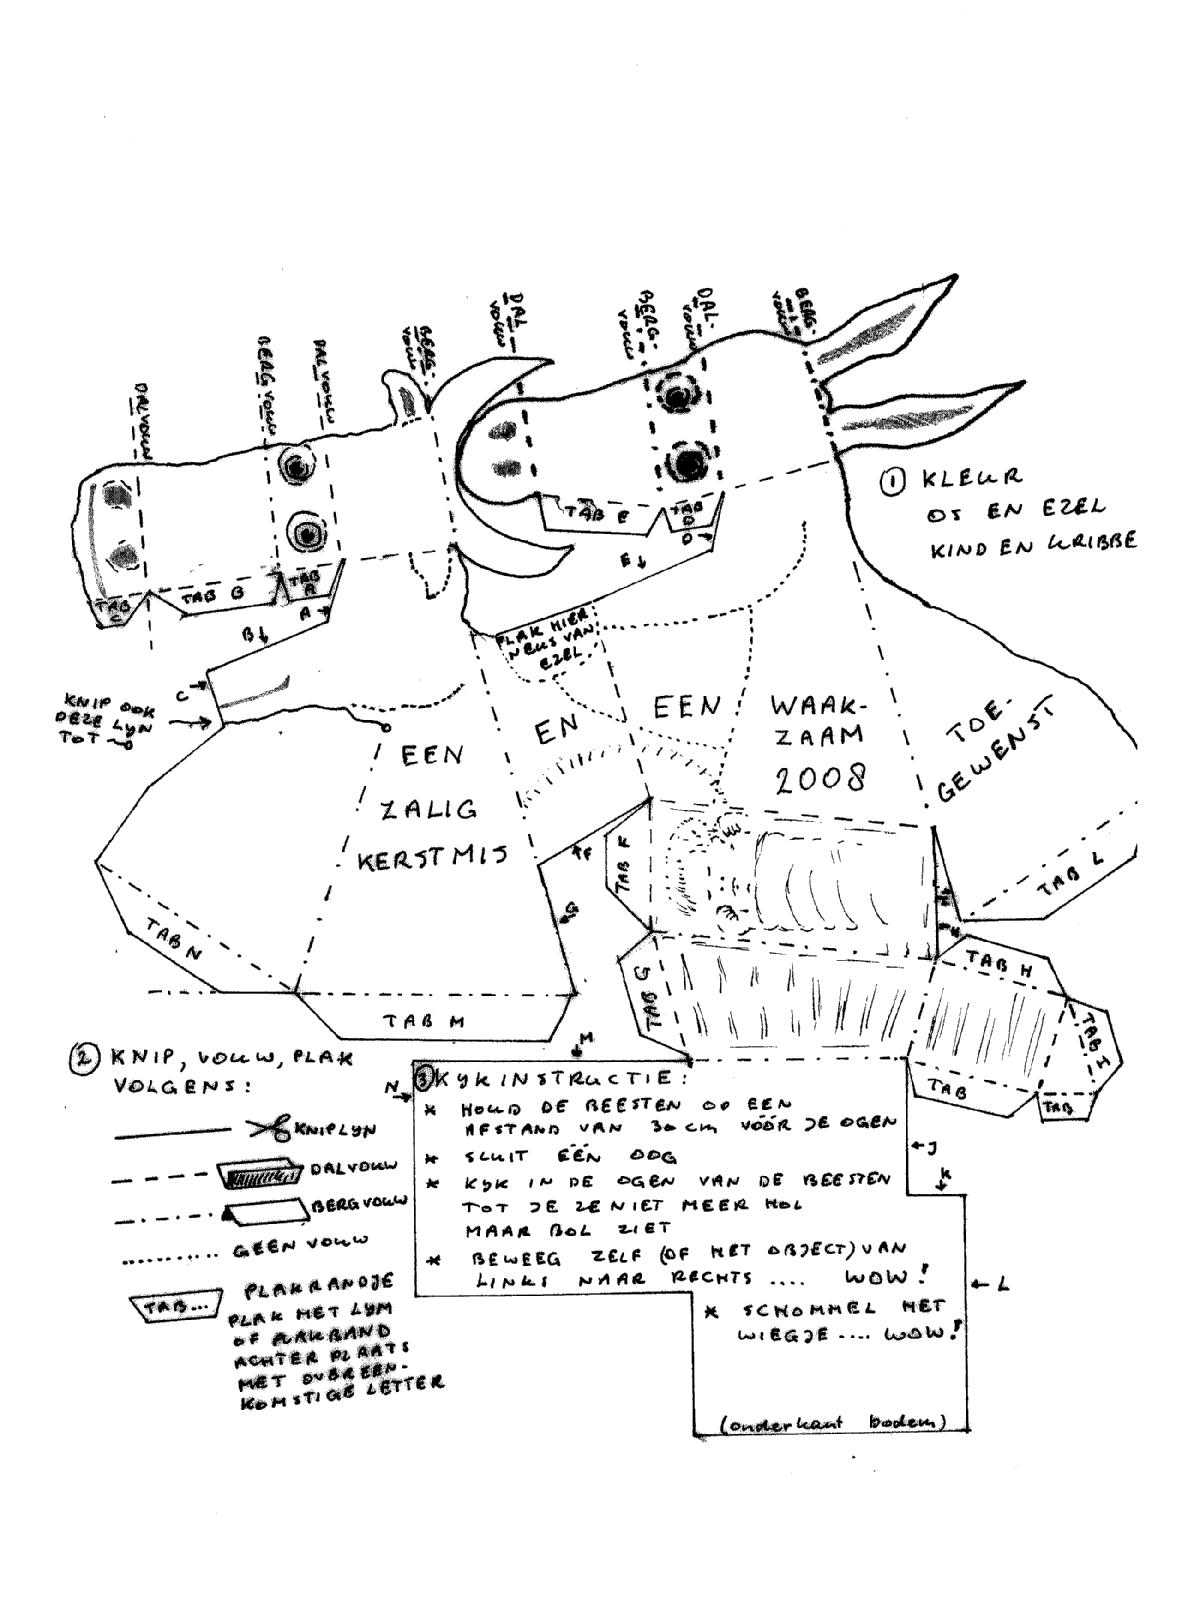 DAL VOUW
BERG VOUW
DAL VOUW
BERG-
VOUW
DAL
VOUW
BERG-
VOUW
DAL-
VOUW
BERG-
VOUW
① KLEUR
OS EN EZEL
KIND EN KRIBBE
TAB C
TAB B
TAB A
TAB E
TAB D
A
B
C
D
E
PLAK HIER
NEUS VAN
EZEL.
KNIP OOK
DEZE LYN
TOT
EEN
ZALIG
KERSTMIS
EN
EEN
WAAK-
ZAAM
2008
TOE-
GEWENST
F
G
H
I
TAB F
TAB G
TAB H
TAB I
TAB L
TAB N
TAB M
TAB
TAB
M
N
J
K
L
② KNIP, VOUW, PLAK
VOLGENS:
KNIPLYN
DALVOUW
BERGVOUW
GEEN VOUW
TAB...
PLAKRANDJE
PLAK MET LYM
OF PLAKBAND
ACHTER PLAATS
MET OVEREEN-
KOMSTIGE LETTER
③ KYKINSTRUCTIE:
* HOUD DE BEESTEN OP EEN
AFSTAND VAN 30 cm VÓÓR JE OGEN
* SLUIT ÉÉN OOG
* KYK IN DE OGEN VAN DE BEESTEN
TOT JE ZE NIET MEER HOL
MAAR BOL ZIET
* BEWEEG ZELF (OF HET OBJECT) VAN
LINKS NAAR RECHTS .... WOW!
* SCHOMMEL HET
WIEGJE .... WOW!
(onderkant bodem)